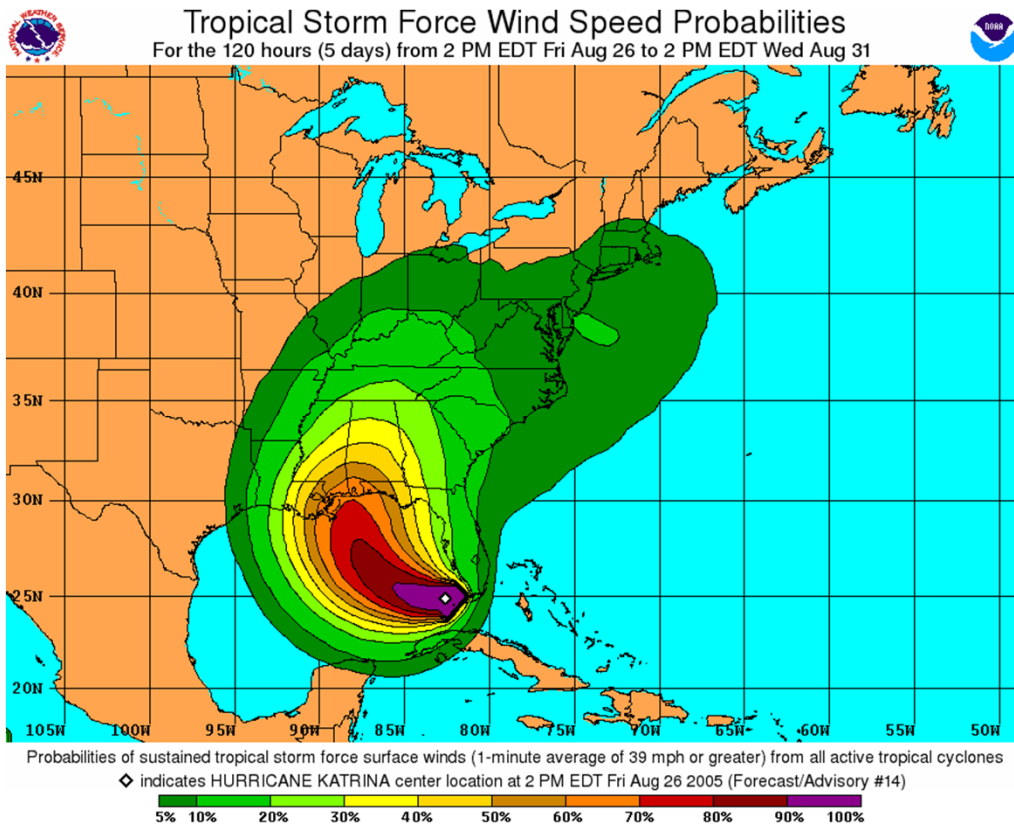 Tropical Storm Force Wind Speed Probabilities
For the 120 hours (5 days) from 2 PM EDT Fri Aug 26 to 2 PM EDT Wed Aug 31
NATIONAL WEATHER SERVICE
NOAA
45N
40N
35N
30N
25N
20N
105W 100W 95W 90W 85W 80W 75W 70W 65W 60W 55W 50W
Probabilities of sustained tropical storm force surface winds (1-minute average of 39 mph or greater) from all active tropical cyclones
indicates HURRICANE KATRINA center location at 2 PM EDT Fri Aug 26 2005 (Forecast/Advisory #14)
5% 10% 20% 30% 40% 50% 60% 70% 80% 90% 100%